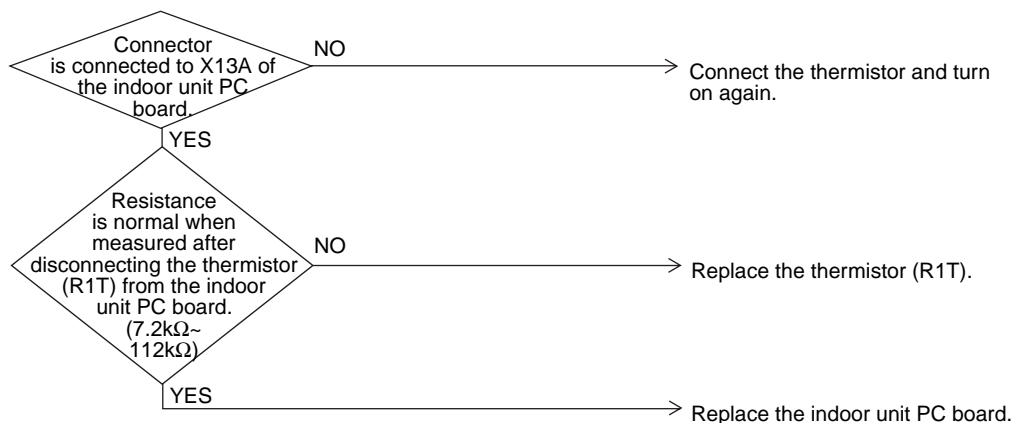 Connector
is connected to X13A of
the indoor unit PC
board.
NO
Connect the thermistor and turn
on again.
YES
Resistance
is normal when
measured after
disconnecting the thermistor
(R1T) from the indoor
unit PC board.
(7.2kΩ~
112kΩ)
NO
Replace the thermistor (R1T).
YES
Replace the indoor unit PC board.